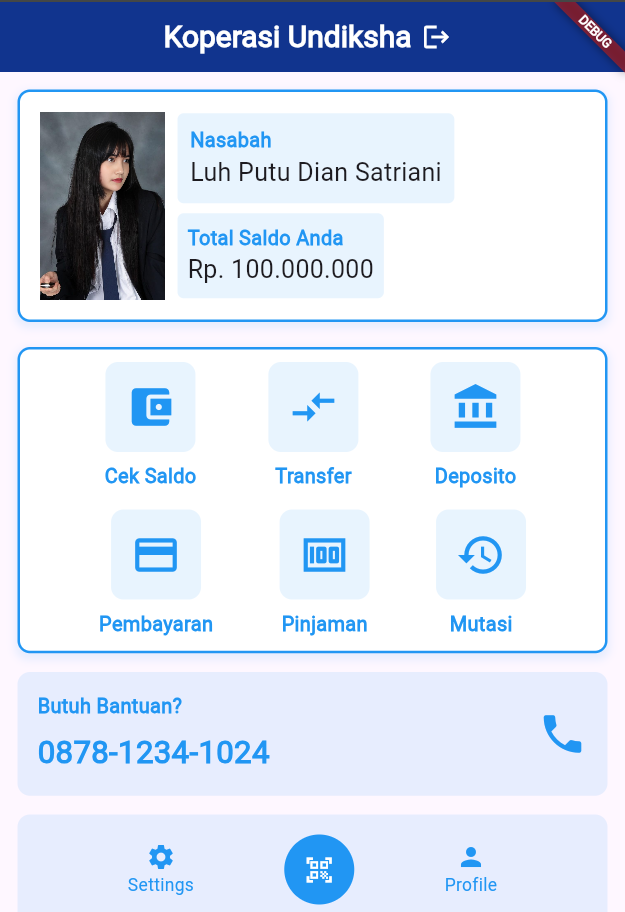 Koperasi Undiksha
DEBUG
Nasabah
Luh Putu Dian Satriani
Total Saldo Anda
Rp. 100.000.000
Cek Saldo
Transfer
Deposito
100
Pembayaran
Pinjaman
Mutasi
Butuh Bantuan?
0878-1234-1024
Settings
Profile